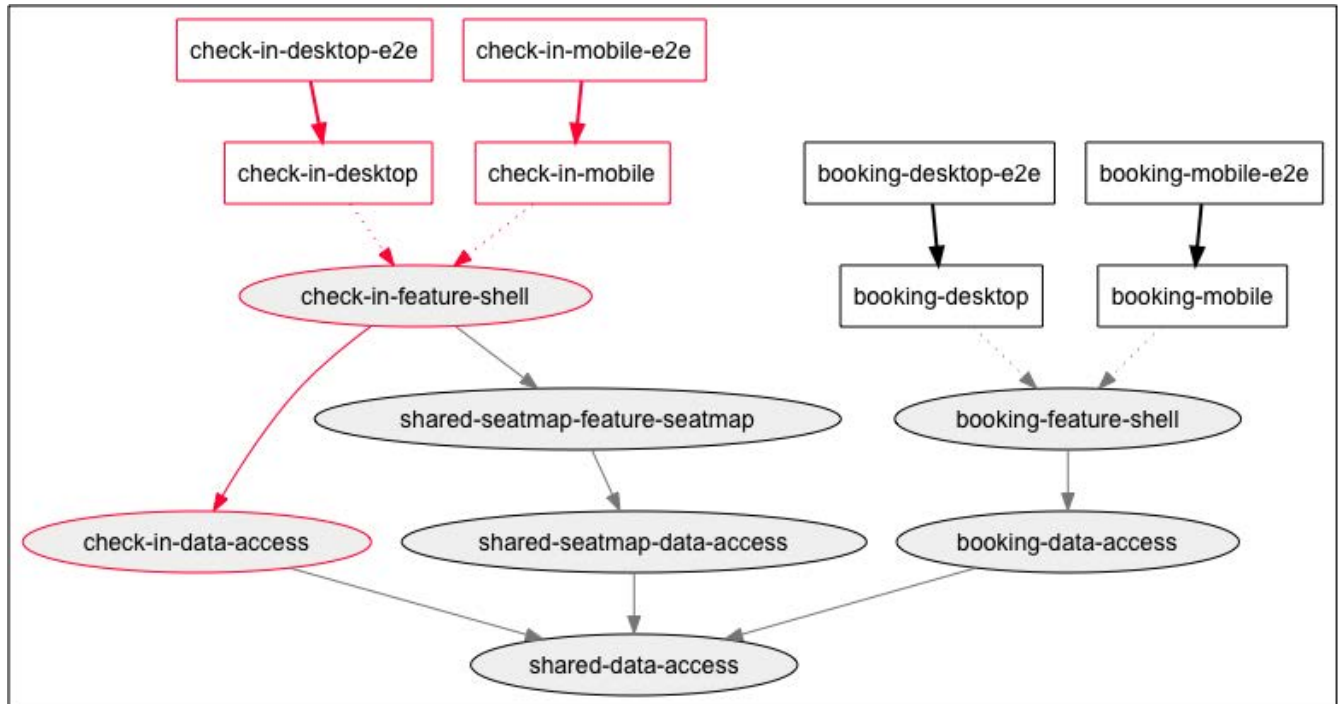 check-in-desktop-e2e
check-in-mobile-e2e
check-in-desktop
check-in-mobile
booking-desktop-e2e
booking-mobile-e2e
check-in-feature-shell
booking-desktop
booking-mobile
shared-seatmap-feature-seatmap
booking-feature-shell
check-in-data-access
shared-seatmap-data-access
booking-data-access
shared-data-access